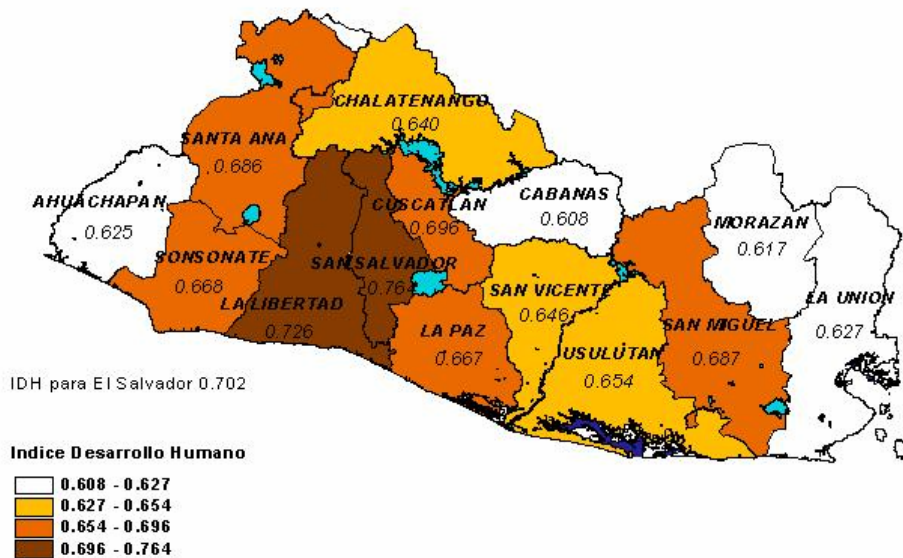 CHALATENANGO
0.640
SANTA ANA
0.686
AHUACHAPAN
0.625
CUSCATLAN
0.696
CABANAS
0.608
MORAZAN
0.617
SONSONATE
0.668
SAN SALVADOR
0.764
LA LIBERTAD
0.726
SAN VICENTE
0.646
LA UNION
0.627
LA PAZ
0.667
USULUTAN
0.654
SAN MIGUEL
0.687
IDH para El Salvador 0.702
Indice Desarrollo Humano
0.608 - 0.627
0.627 - 0.654
0.654 - 0.696
0.696 - 0.764